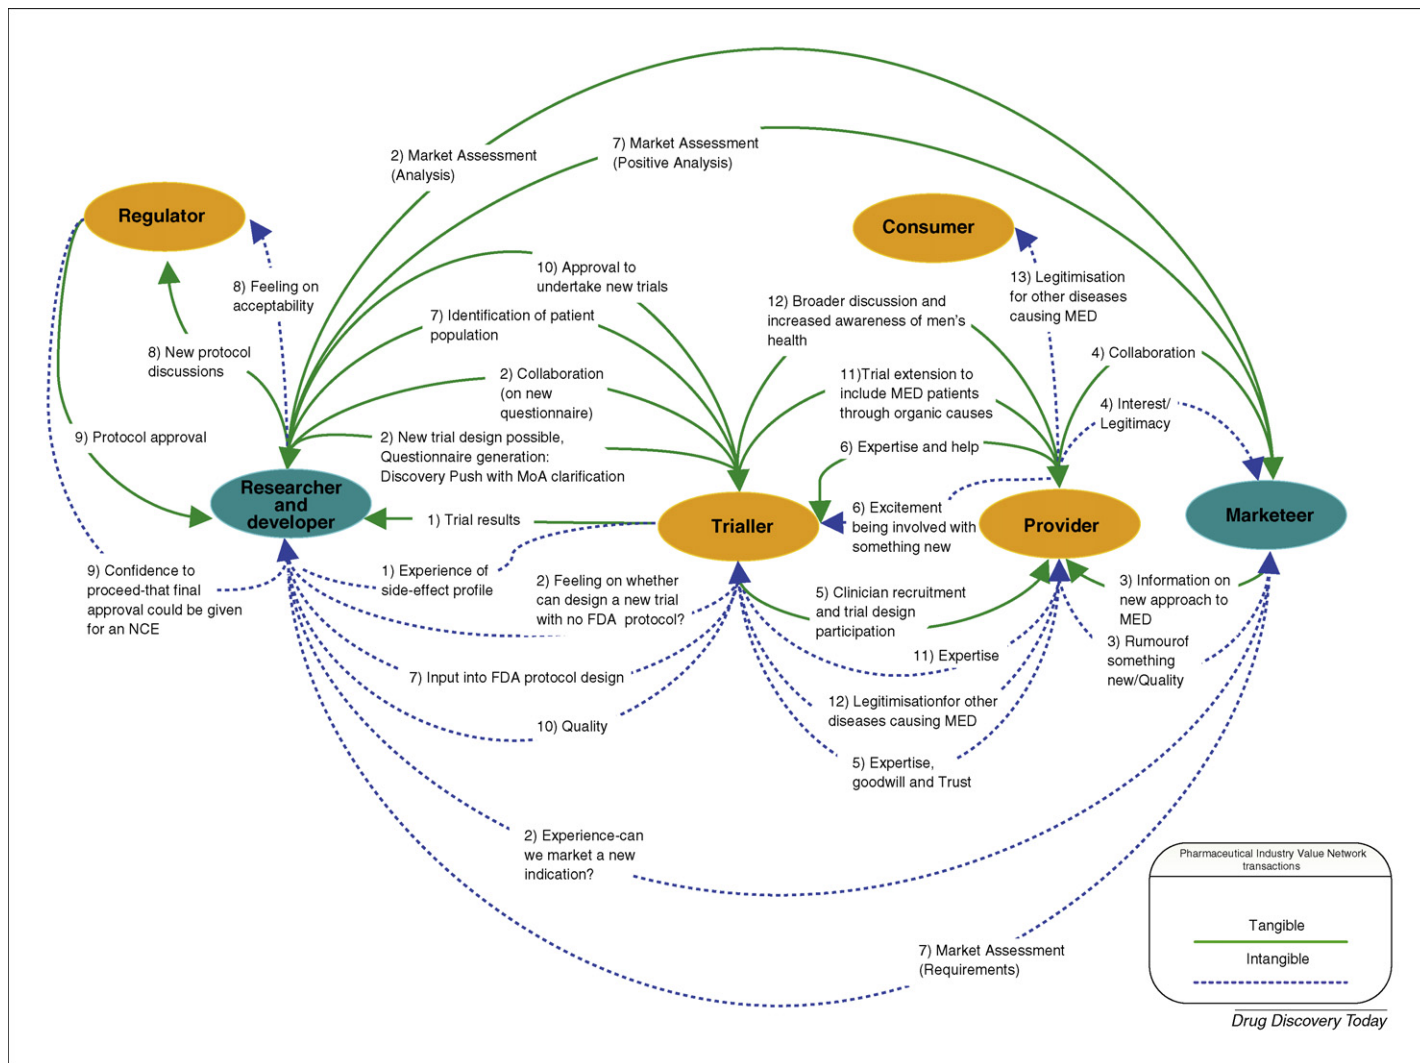 2) Market Assessment
(Analysis)
7) Market Assessment
(Positive Analysis)
Regulator
Consumer
10) Approval to
undertake new trials
8) Feeling on
acceptability
13) Legitimisation
for other diseases
causing MED
12) Broader discussion and
increased awareness of men's
health
7) Identification of patient
population
8) New protocol
discussions
4) Collaboration
2) Collaboration
(on new
questionnaire)
11)Trial extension to
include MED patients
through organic causes
4) Interest/
Legitimacy
9) Protocol approval
2) New trial design possible,
Questionnaire generation:
Discovery Push with MoA clarification
6) Expertise and help
Researcher
and
developer
1) Trial results
Trialler
6) Excitement
being involved with
something new
Provider
Marketeer
9) Confidence to
proceed-that final
approval could be given
for an NCE
1) Experience of
side-effect profile
2) Feeling on whether
can design a new trial
with no FDA protocol?
5) Clinician recruitment
and trial design
participation
3) Information on
new approach to
MED
3) Rumourof
something
new/Quality
11) Expertise
7) Input into FDA protocol design
12) Legitimisationfor other
diseases causing MED
10) Quality
5) Expertise,
goodwill and Trust
2) Experience-can
we market a new
indication?
7) Market Assessment
(Requirements)
Pharmaceutical Industry Value Network
transactions
Tangible
Intangible
Drug Discovery Today